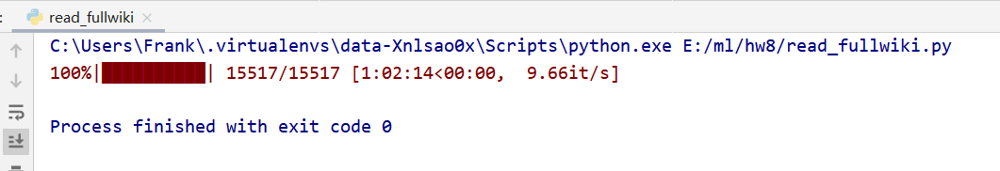 : read_fullwiki ×
C:\Users\Frank\.virtualenvs\data-Xnlsao0x\Scripts\python.exe E:/ml/hw8/read_fullwiki.py
100%|██████████| 15517/15517 [1:02:14<00:00,  9.66it/s]
Process finished with exit code 0